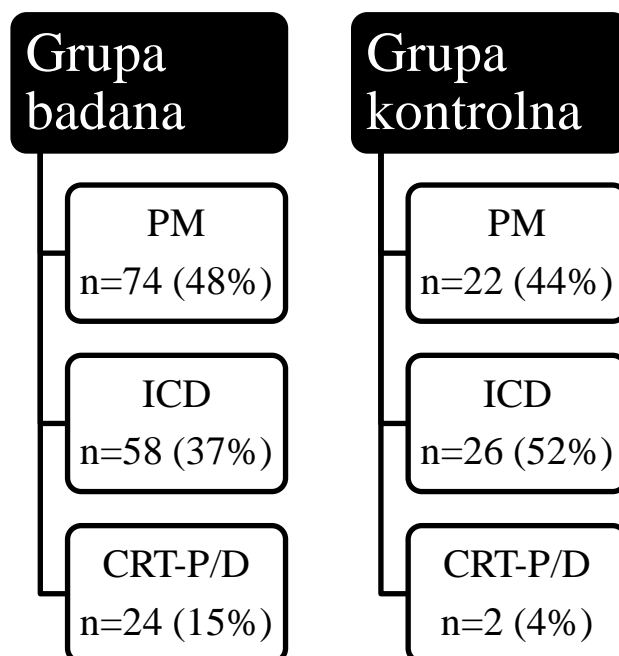 Grupa
badana
PM
n=74 (48%)
ICD
n=58 (37%)
CRT-P/D
n=24 (15%)
Grupa
kontrolna
PM
n=22 (44%)
ICD
n=26 (52%)
CRT-P/D
n=2 (4%)